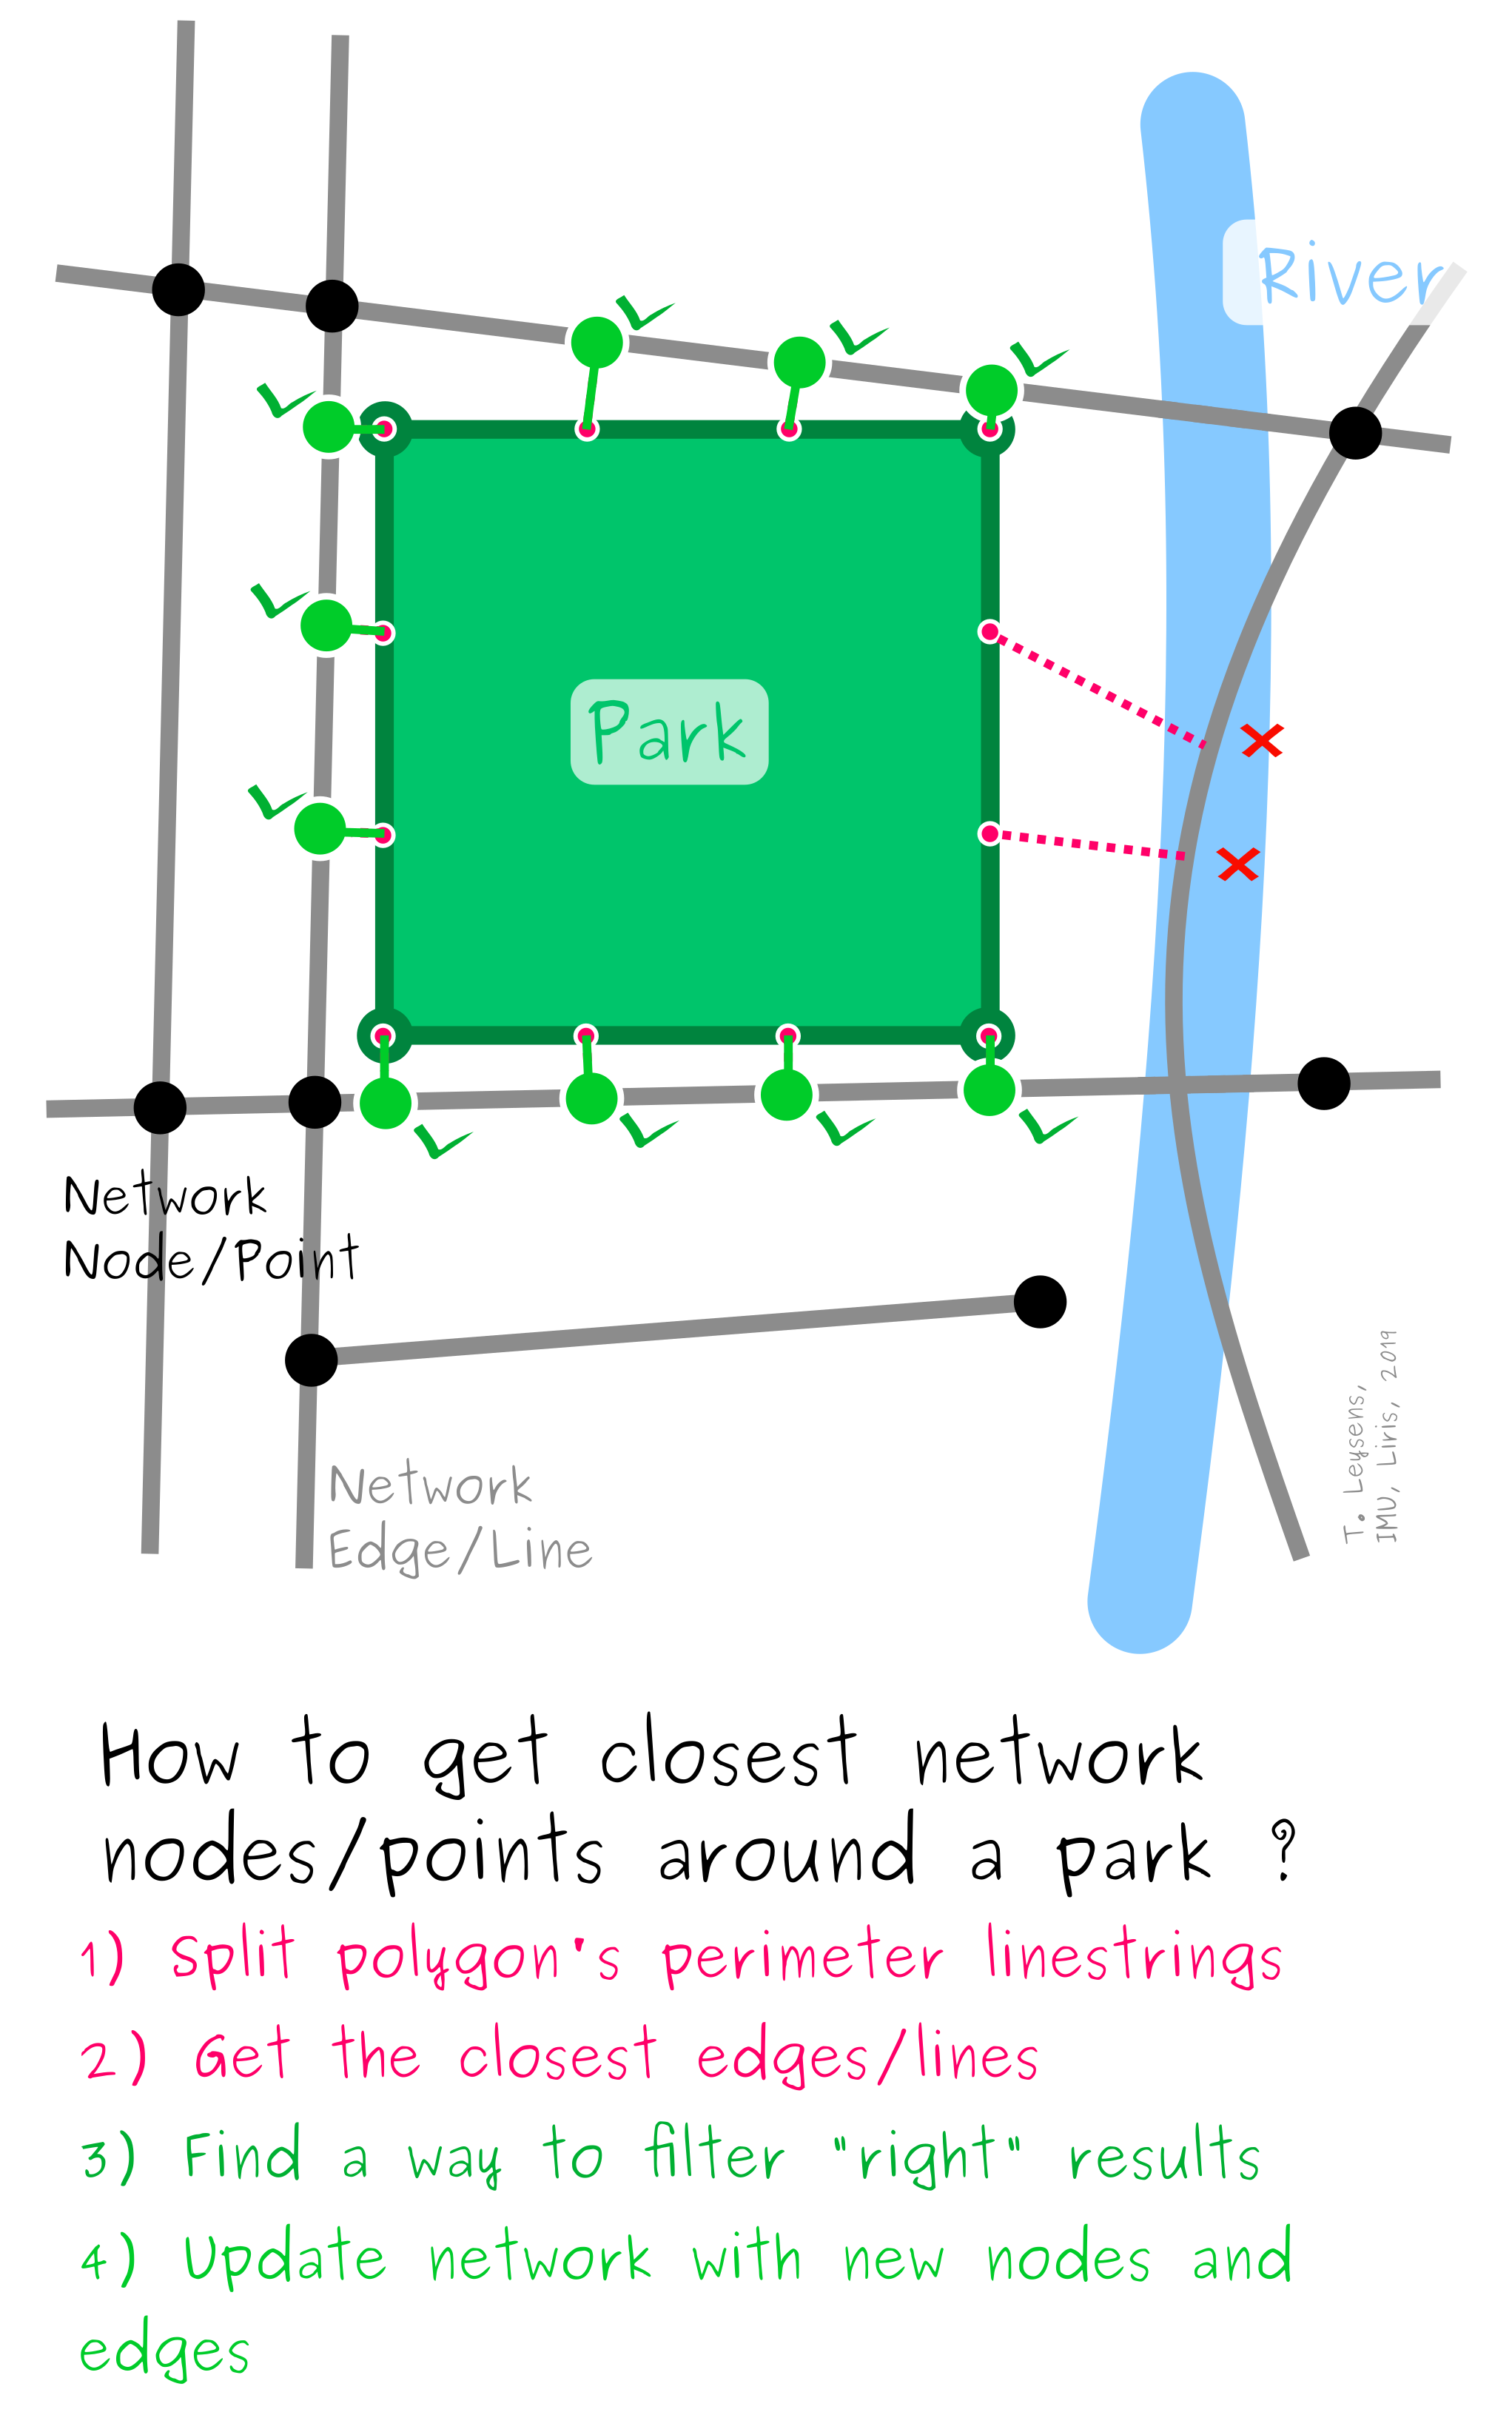 River
Park
Network
Node/Point
Network
Edge/Line
T. Leysens,
IMU, Liris, 2019
How to get closest network
nodes/points around a park ?
1) Split polygon's perimeter linestrings
2) Get the closest edges/lines
3) Find a way to filter "right" results
4) Update network with new nodes and
edges